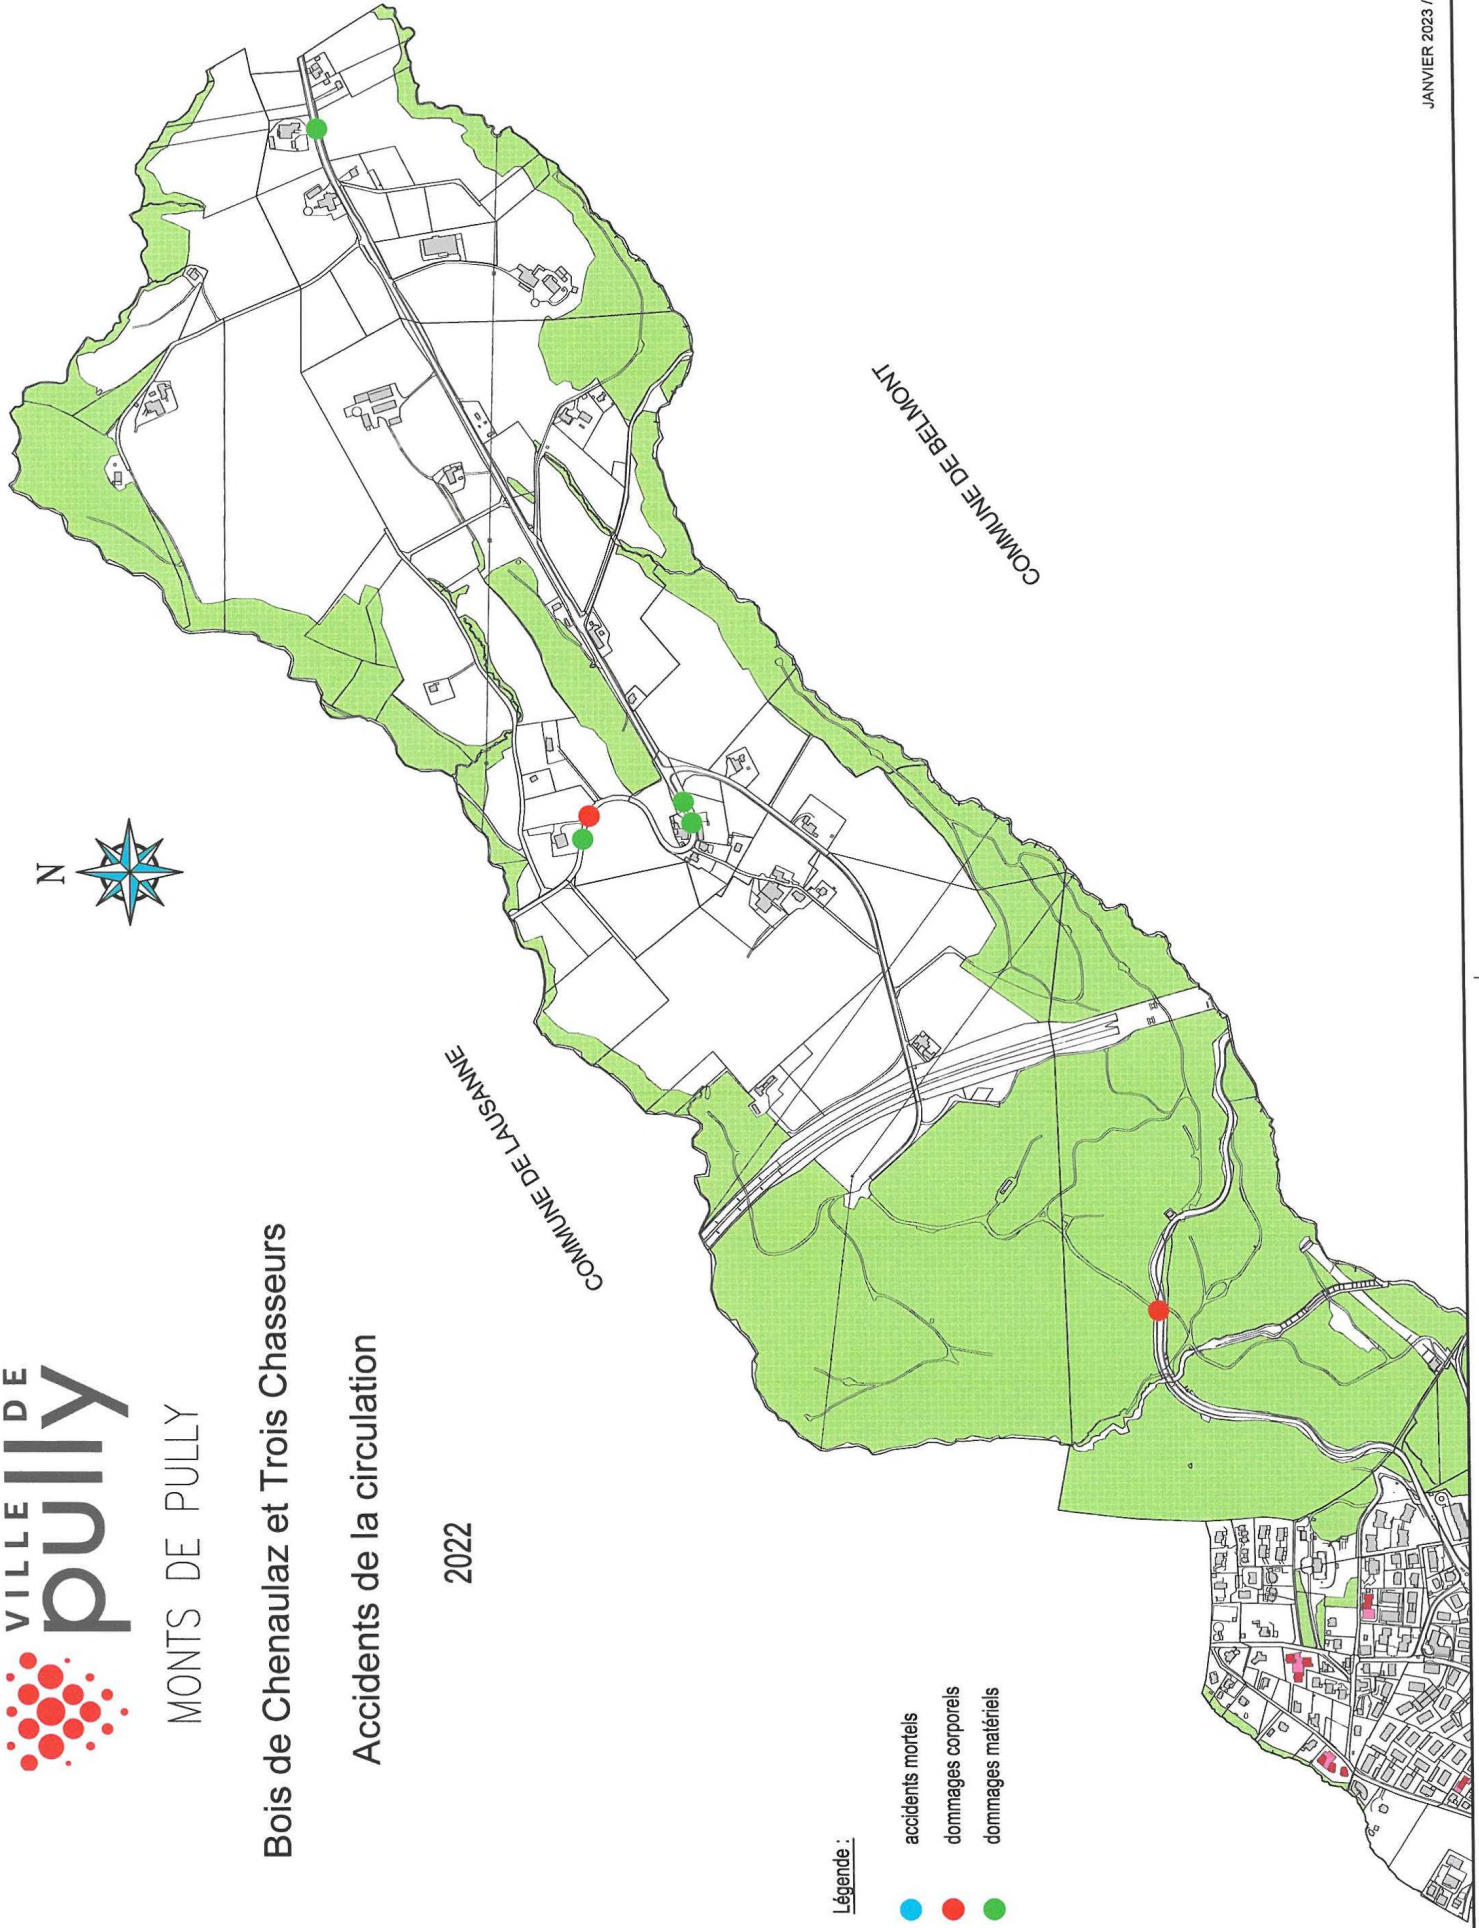 VILLE DE
pully
MONTS DE PULLY
Bois de Chenaulaz et Trois Chasseurs
Accidents de la circulation
2022
N
COMMUNE DE LAUSANNE
COMMUNE DE BELMONT
Légende :
accidents mortels
dommages corporels
dommages matériels
JANVIER 2023 /